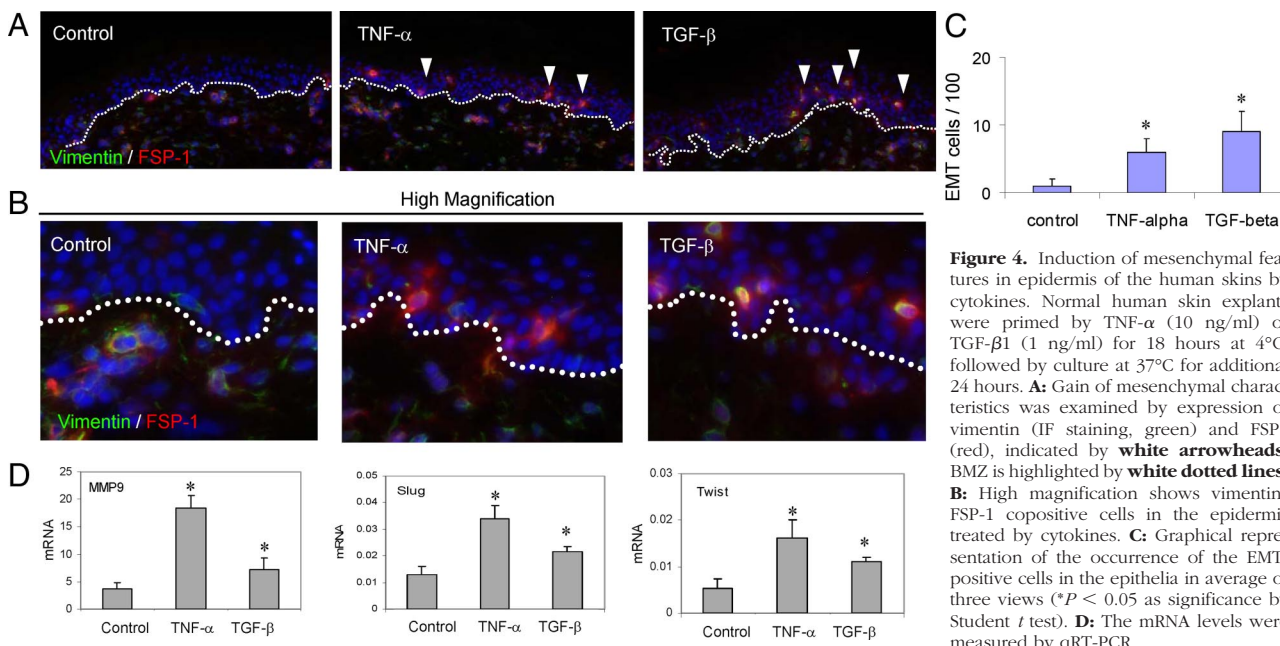 A
Control
TNF-α
TGF-β
Vimentin / FSP-1
B
High Magnification
Control
TNF-α
TGF-β
Vimentin / FSP-1
C
EMT cells / 100
20
10
0
*
*
control TNF-alpha TGF-beta
Figure 4. Induction of mesenchymal fea
tures in epidermis of the human skins b
cytokines. Normal human skin explant
were primed by TNF-α (10 ng/ml) o
TGF-β1 (1 ng/ml) for 18 hours at 4°C
followed by culture at 37°C for additiona
24 hours. A: Gain of mesenchymal charac
teristics was examined by expression o
vimentin (IF staining, green) and FSP-
(red), indicated by white arrowheads
BMZ is highlighted by white dotted lines
B: High magnification shows vimentin
FSP-1 copositive cells in the epidermi
treated by cytokines. C: Graphical repre
sentation of the occurrence of the EMT
positive cells in the epithelia in average o
three views (*P < 0.05 as significance by
Student t test). D: The mRNA levels were
measured by qRT-PCR
D
MMP9
mRNA
25
20
15
10
5
0
*
*
Control TNF-α TGF-β
Slug
mRNA
0.05
0.04
0.03
0.02
0.01
0
*
*
Control TNF-α TGF-β
Twist
mRNA
0.03
0.02
0.01
0
*
*
Control TNF-α TGF-β